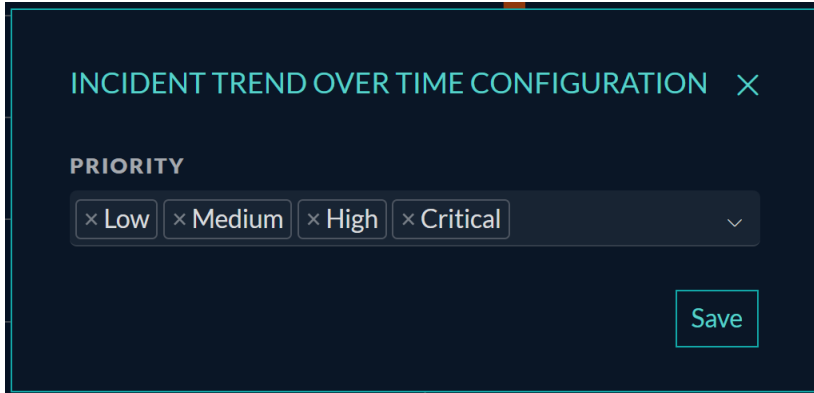 INCIDENT TREND OVER TIME CONFIGURATION ×
PRIORITY
× Low × Medium × High × Critical
Save